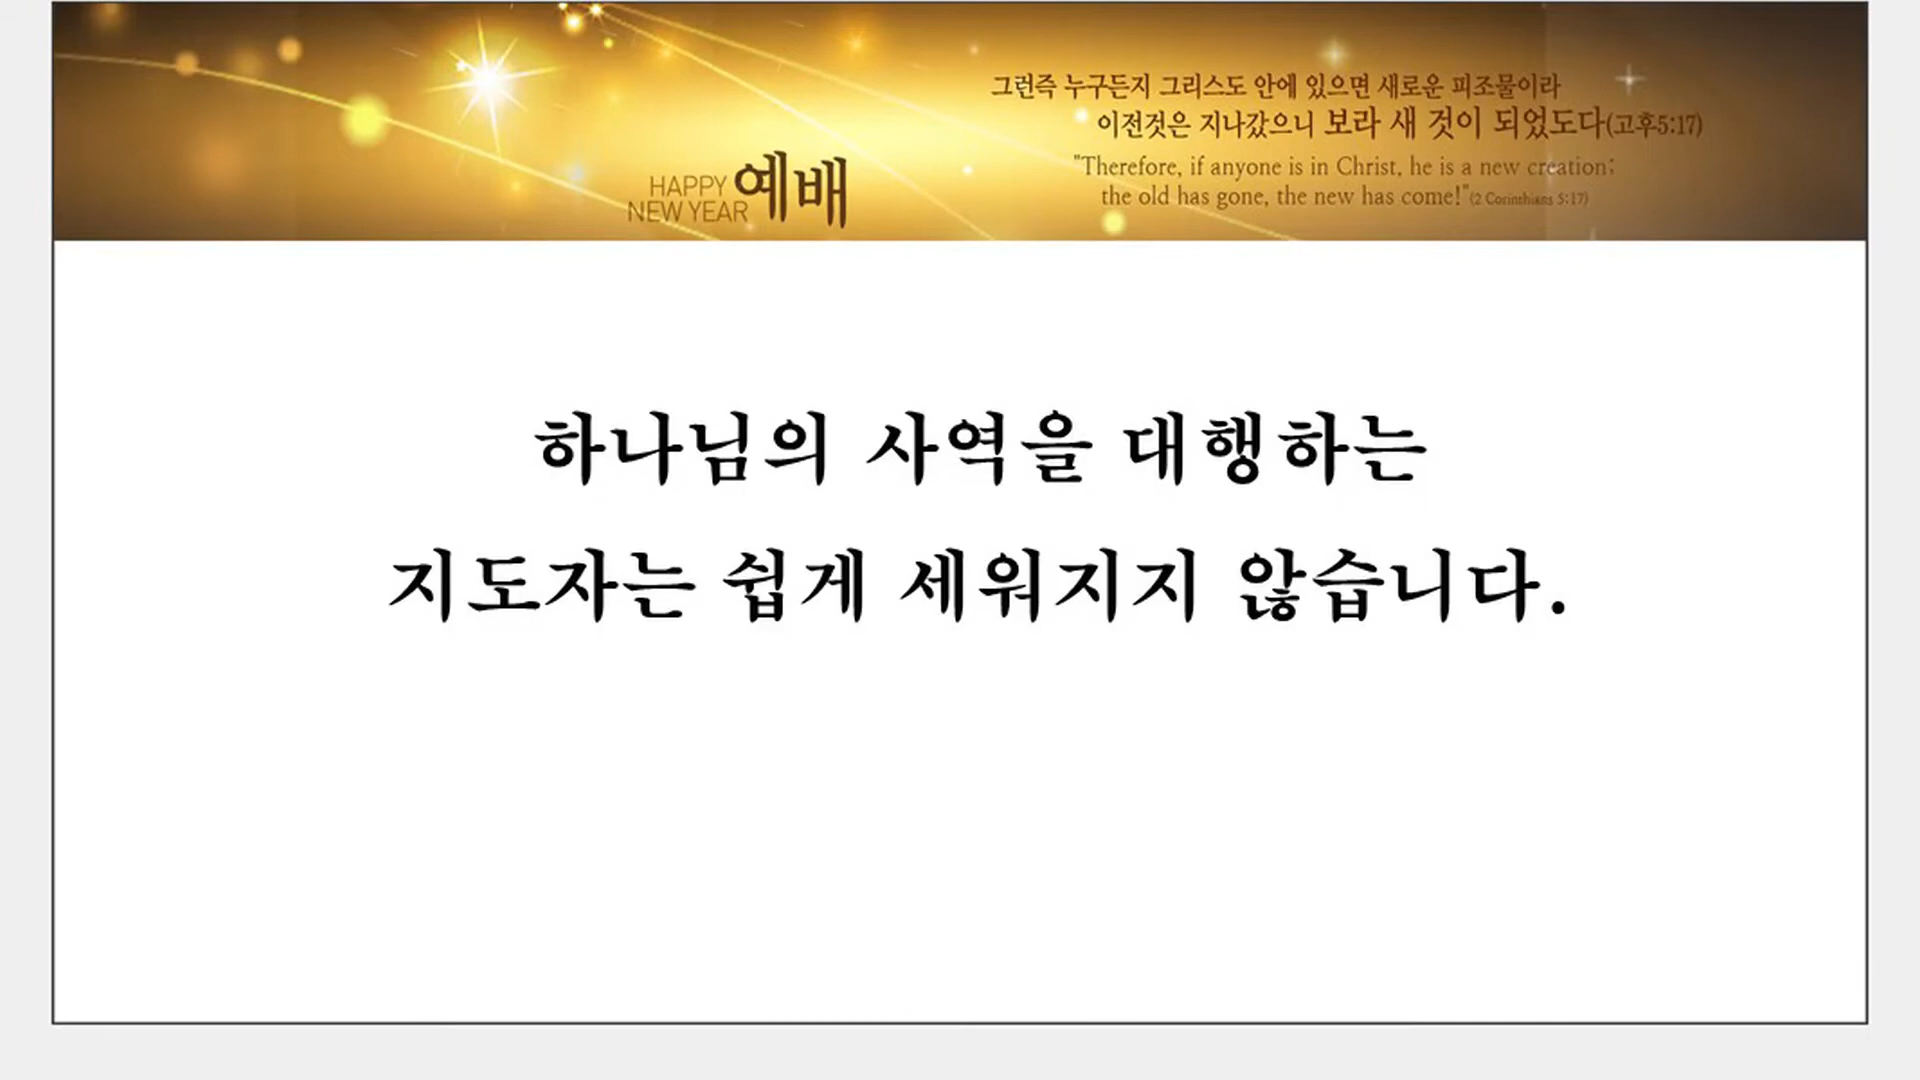 그런즉 누구든지 그리스도 안에 있으면 새로운 피조물이라
이전것은 지나갔으니 보라 새 것이 되었도다(고후5:17)
"Therefore, if anyone is in Christ, he is a new creation;
the old has gone, the new has come!"(2 Corinthians 5:17)
HAPPY
NEW YEAR 예배
하나님의 사역을 대행하는
지도자는 쉽게 세워지지 않습니다.